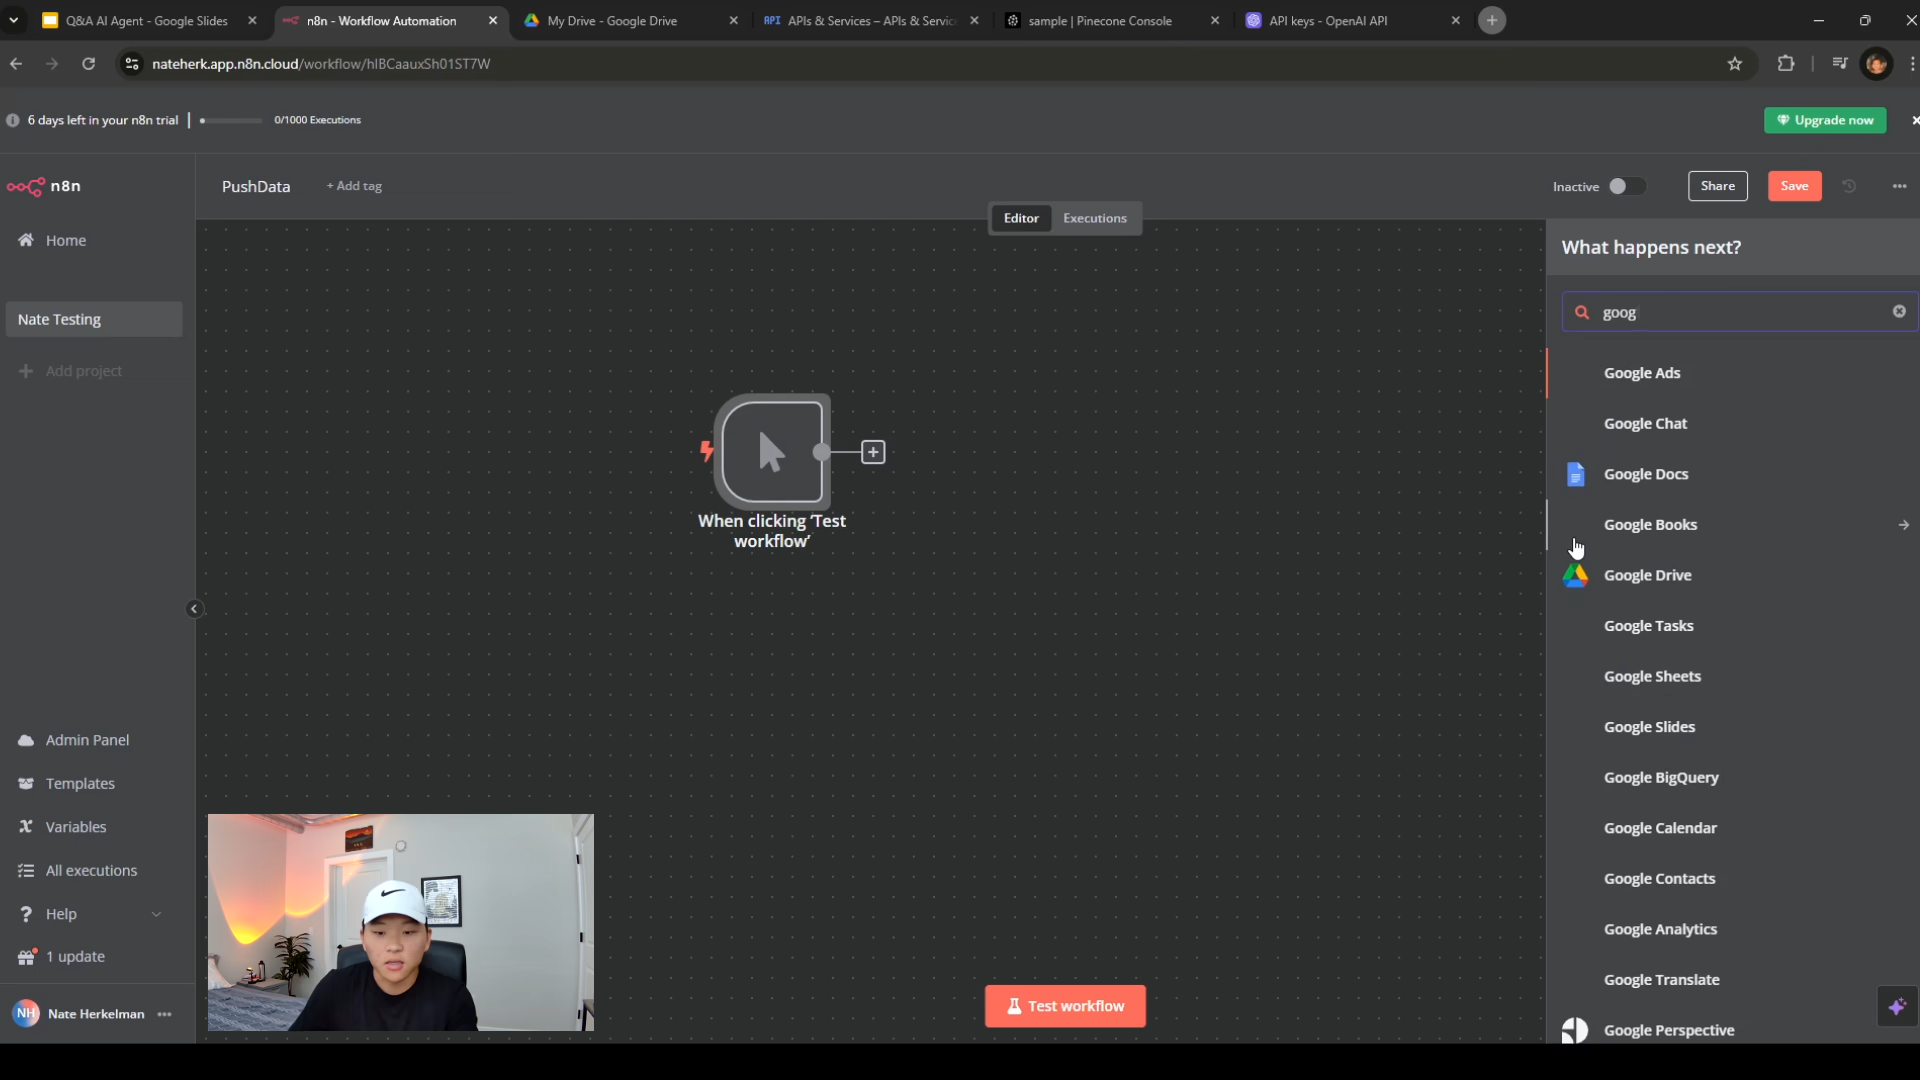 Q&A AI Agent - Google Slides
n8n - Workflow Automation
My Drive - Google Drive
API APIs & Services – APIs & Servic
sample | Pinecone Console
API keys - OpenAI API
nateherk.app.n8n.cloud/workflow/hIBCaauxSh01ST7W
6 days left in your n8n trial
0/1000 Executions
Upgrade now
n8n
PushData
+ Add tag
Inactive
Share
Save
Editor
Executions
Home
Nate Testing
Add project
Admin Panel
Templates
Variables
All executions
Help
1 update
NH Nate Herkelman
When clicking ‘Test
workflow’
Test workflow
What happens next?
goog
Google Ads
Google Chat
Google Docs
Google Books
Google Drive
Google Tasks
Google Sheets
Google Slides
Google BigQuery
Google Calendar
Google Contacts
Google Analytics
Google Translate
Google Perspective